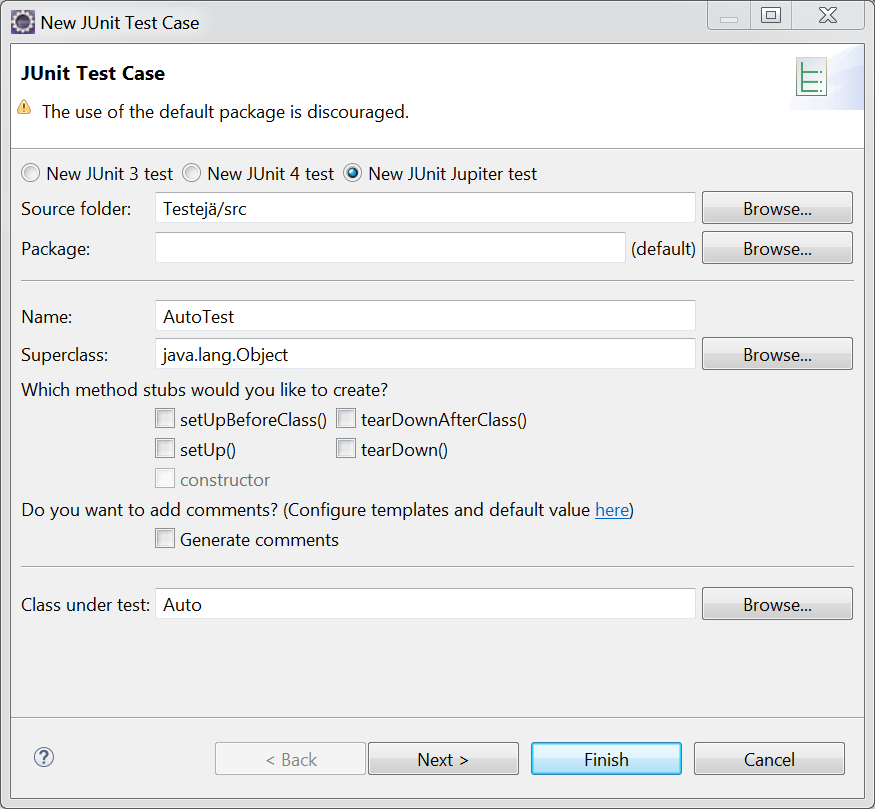 New JUnit Test Case
JUnit Test Case
The use of the default package is discouraged.
New JUnit 3 test New JUnit 4 test New JUnit Jupiter test
Source folder: Testejä/src Browse...
Package: (default) Browse...
Name: AutoTest
Superclass: java.lang.Object Browse...
Which method stubs would you like to create?
setUpBeforeClass() tearDownAfterClass()
setUp() tearDown()
constructor
Do you want to add comments? (Configure templates and default value here)
Generate comments
Class under test: Auto Browse...
? < Back Next > Finish Cancel